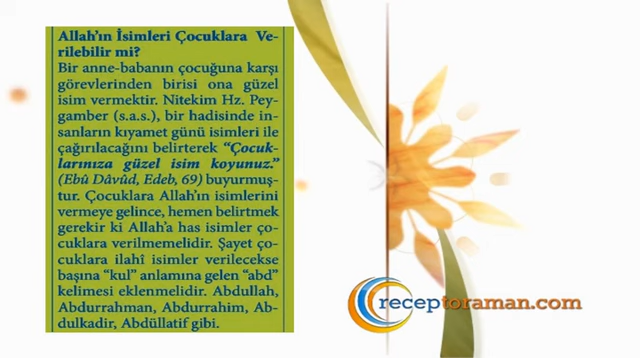 Allah’ın İsimleri Çocuklara Ve-
rilebilir mi?
Bir anne-babanın çocuğuna karşı
görevlerinden birisi ona güzel
isim vermektir. Nitekim Hz. Pey-
gamber (s.a.s.), bir hadisinde in-
sanların kıyamet günü isimleri ile
çağırılacağını belirterek “Çocuk-
larınıza güzel isim koyunuz.”
(Ebû Dâvûd, Edeb, 69) buyurmuş-
tur. Çocuklara Allah’ın isimlerini
vermeye gelince, hemen belirtmek
gerekir ki Allah’a has isimler ço-
cuklara verilmemelidir. Şayet ço-
cuklara ilahî isimler verilecekse
başına “kul” anlamına gelen “abd”
kelimesi eklenmelidir. Abdullah,
Abdurrahman, Abdurrahim, Ab-
dulkadir, Abdüllatif gibi.
receptoraman.com